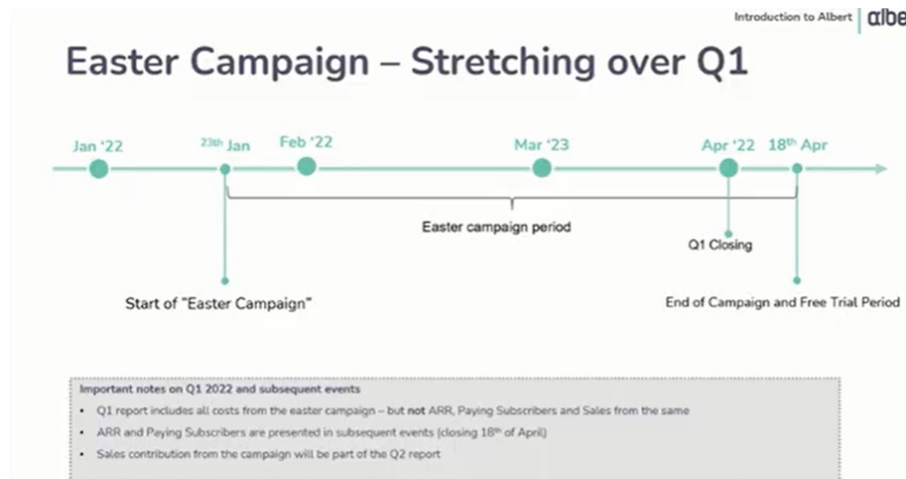 Introduction to Albert
albe
Easter Campaign – Stretching over Q1
Jan ‘22
23th Jan
Feb ‘22
Mar ‘23
Apr ‘22
18th Apr
Easter campaign period
Q1 Closing
Start of "Easter Campaign"
End of Campaign and Free Trial Period
Important notes on Q1 2022 and subsequent events
• Q1 report includes all costs from the easter campaign – but not ARR, Paying Subscribers and Sales from the same
• ARR and Paying Subscribers are presented in subsequent events (closing 18th of April)
• Sales contribution from the campaign will be part of the Q2 report